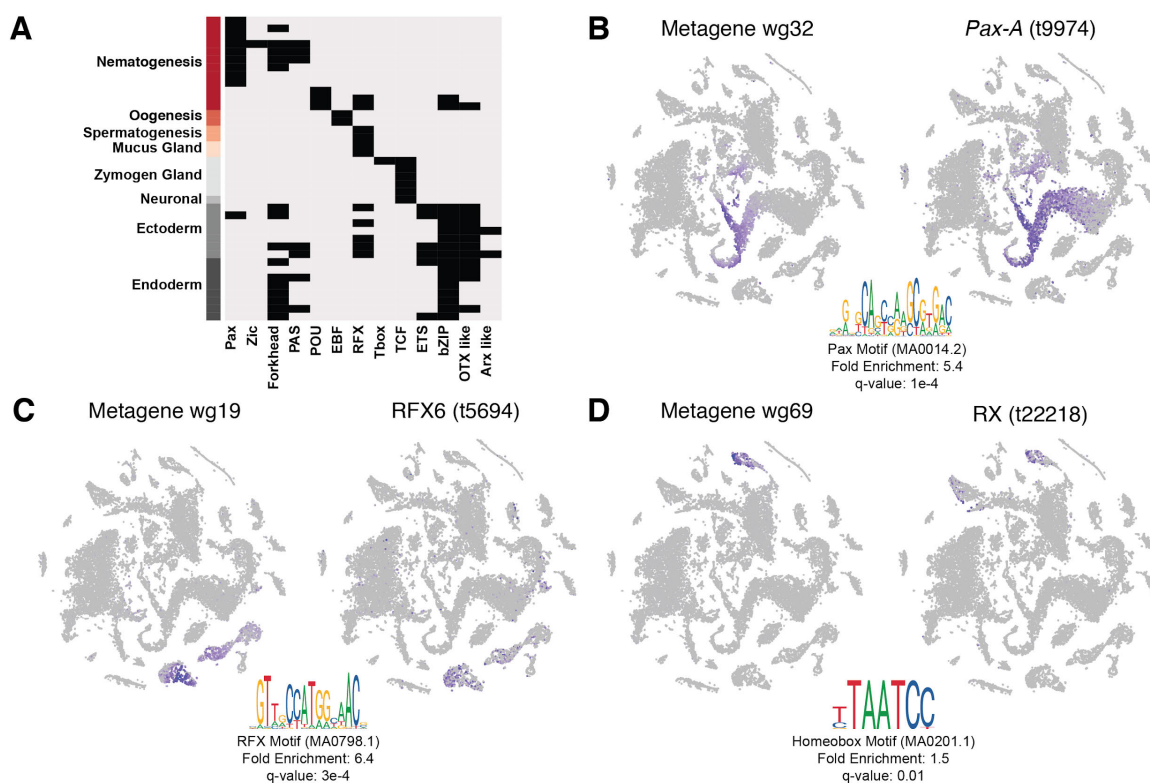 A
Nematogenesis
Oogenesis
Spermatogenesis
Mucus Gland
Zymogen Gland
Neuronal
Ectoderm
Endoderm
Pax
Zic
Forkhead
PAS
POU
EBF
RFX
Tbox
TCF
ETS
bZIP
OTX like
Arx like
B
Metagene wg32
Pax-A (t9974)
Pax Motif (MA0014.2)
Fold Enrichment: 5.4
q-value: 1e-4
C
Metagene wg19
RFX6 (t5694)
RFX Motif (MA0798.1)
Fold Enrichment: 6.4
q-value: 3e-4
D
Metagene wg69
RX (t22218)
TAATCC
Homeobox Motif (MA0201.1)
Fold Enrichment: 1.5
q-value: 0.01